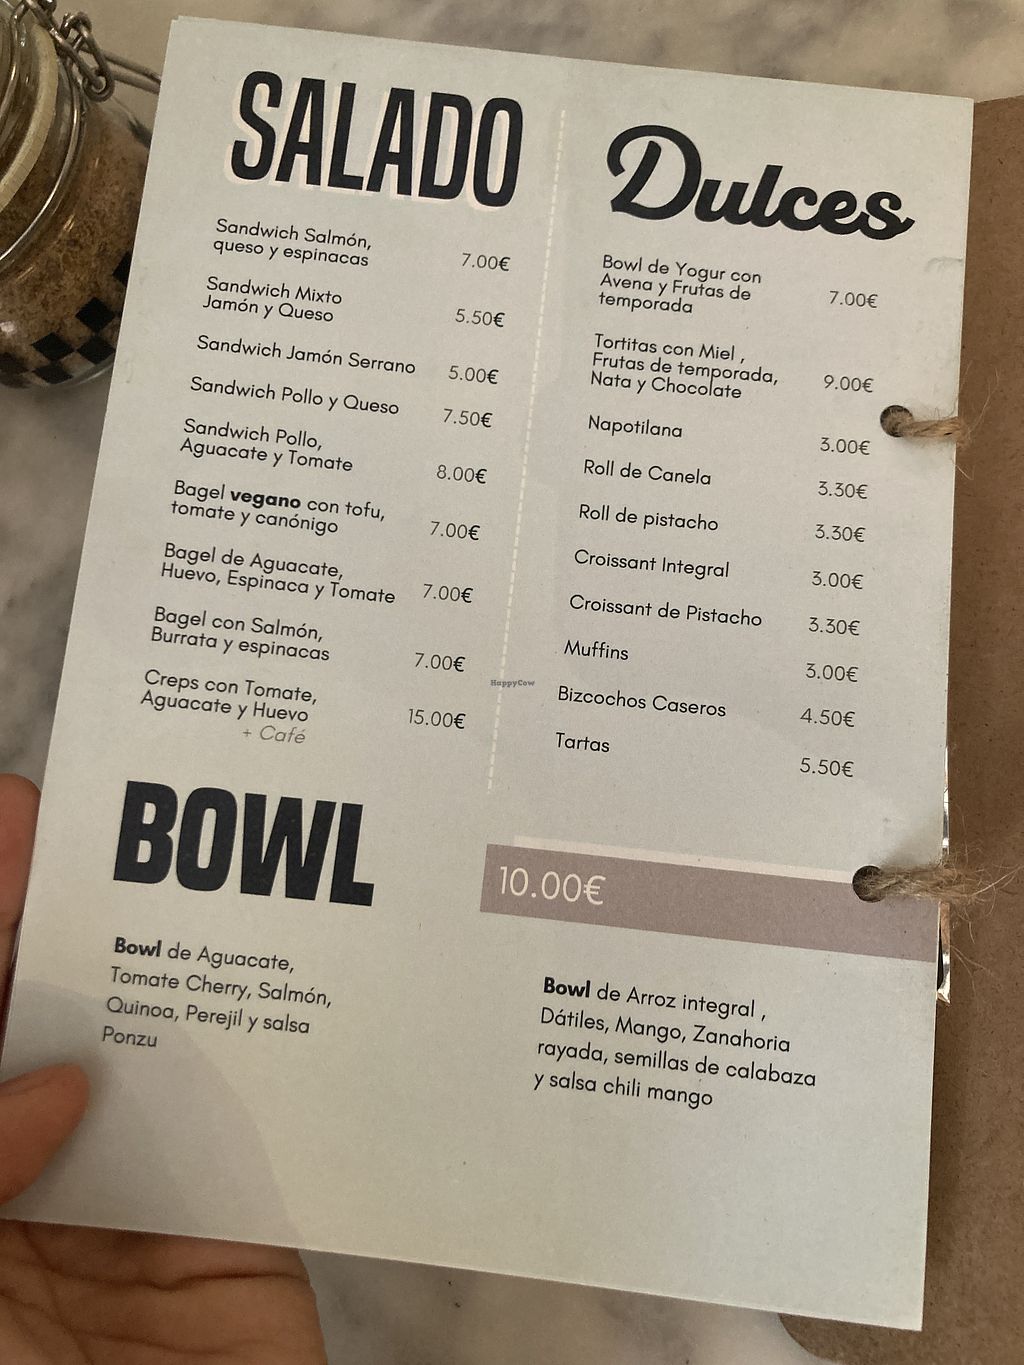 SALADO
Sandwich Salmón,
queso y espinacas 7.00€
Sandwich Mixto
Jamón y Queso 5.50€
Sandwich Jamón Serrano 5.00€
Sandwich Pollo y Queso 7.50€
Sandwich Pollo,
Aguacate y Tomate 8.00€
Bagel vegano con tofu,
tomate y canónigo 7.00€
Bagel de Aguacate,
Huevo, Espinaca y Tomate 7.00€
Bagel con Salmón,
Burrata y espinacas 7.00€
Creps con Tomate,
Aguacate y Huevo 15.00€
+ Café
Dulces
Bowl de Yogur con
Avena y Frutas de
temporada 7.00€
Tortitas con Miel ,
Frutas de temporada,
Nata y Chocolate 9.00€
Napotilana 3.00€
Roll de Canela 3.30€
Roll de pistacho 3.30€
Croissant Integral 3.00€
Croissant de Pistacho 3.30€
Muffins 3.00€
Bizcochos Caseros 4.50€
Tartas 5.50€
HappyCow
BOWL
10.00€
Bowl de Aguacate,
Tomate Cherry, Salmón,
Quinoa, Perejil y salsa
Ponzu
Bowl de Arroz integral ,
Dátiles, Mango, Zanahoria
rayada, semillas de calabaza
y salsa chili mango